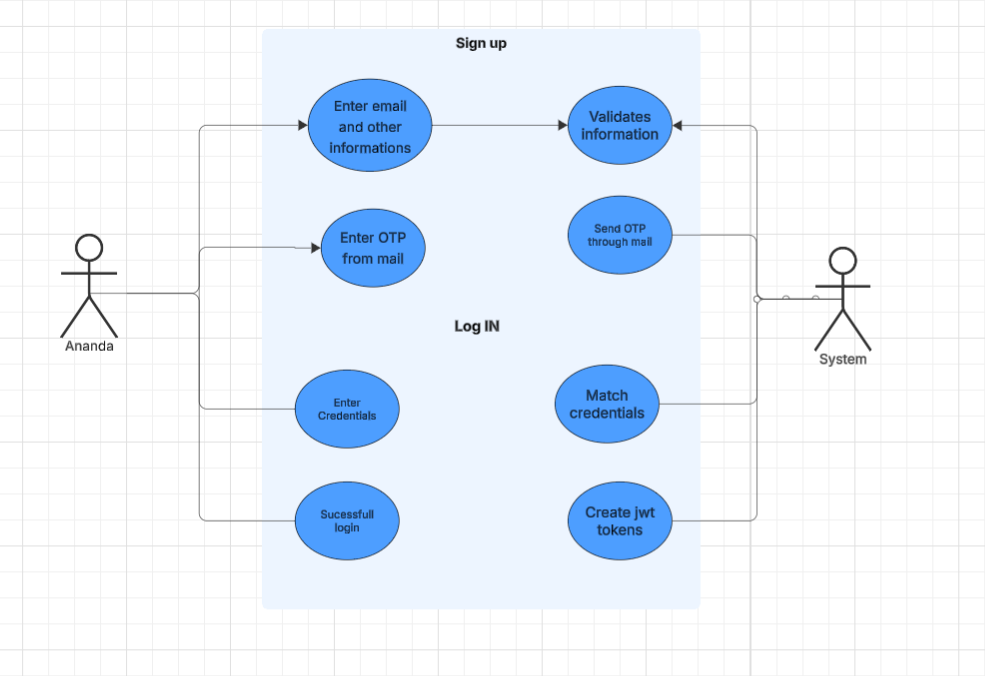 Sign up
Enter email
and other
informations
Validates
information
Enter OTP
from mail
Send OTP
through mail
Ananda
System
Log IN
Enter
Credentials
Match
credentials
Sucessfull
login
Create jwt
tokens